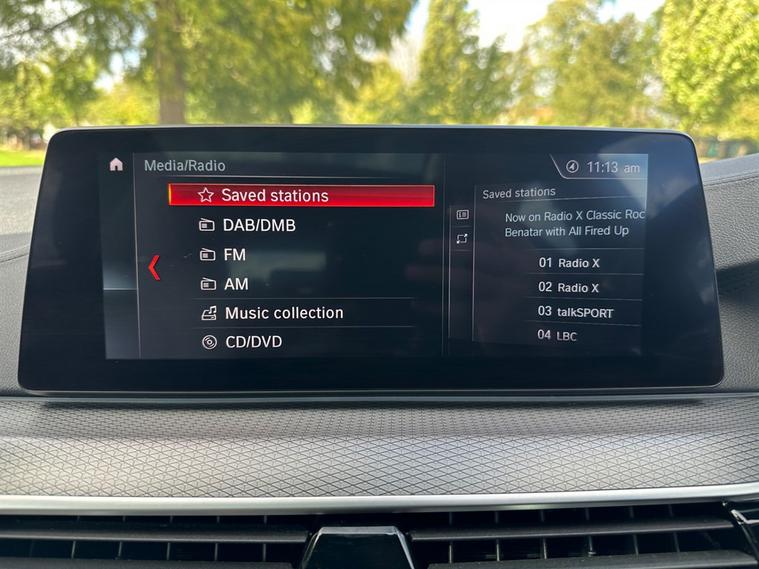 Media/Radio
11:13 am
Saved stations
DAB/DMB
FM
AM
Music collection
CD/DVD
Saved stations
Now on Radio X Classic Roc
Benatar with All Fired Up
01 Radio X
02 Radio X
03 talkSPORT
04 LBC